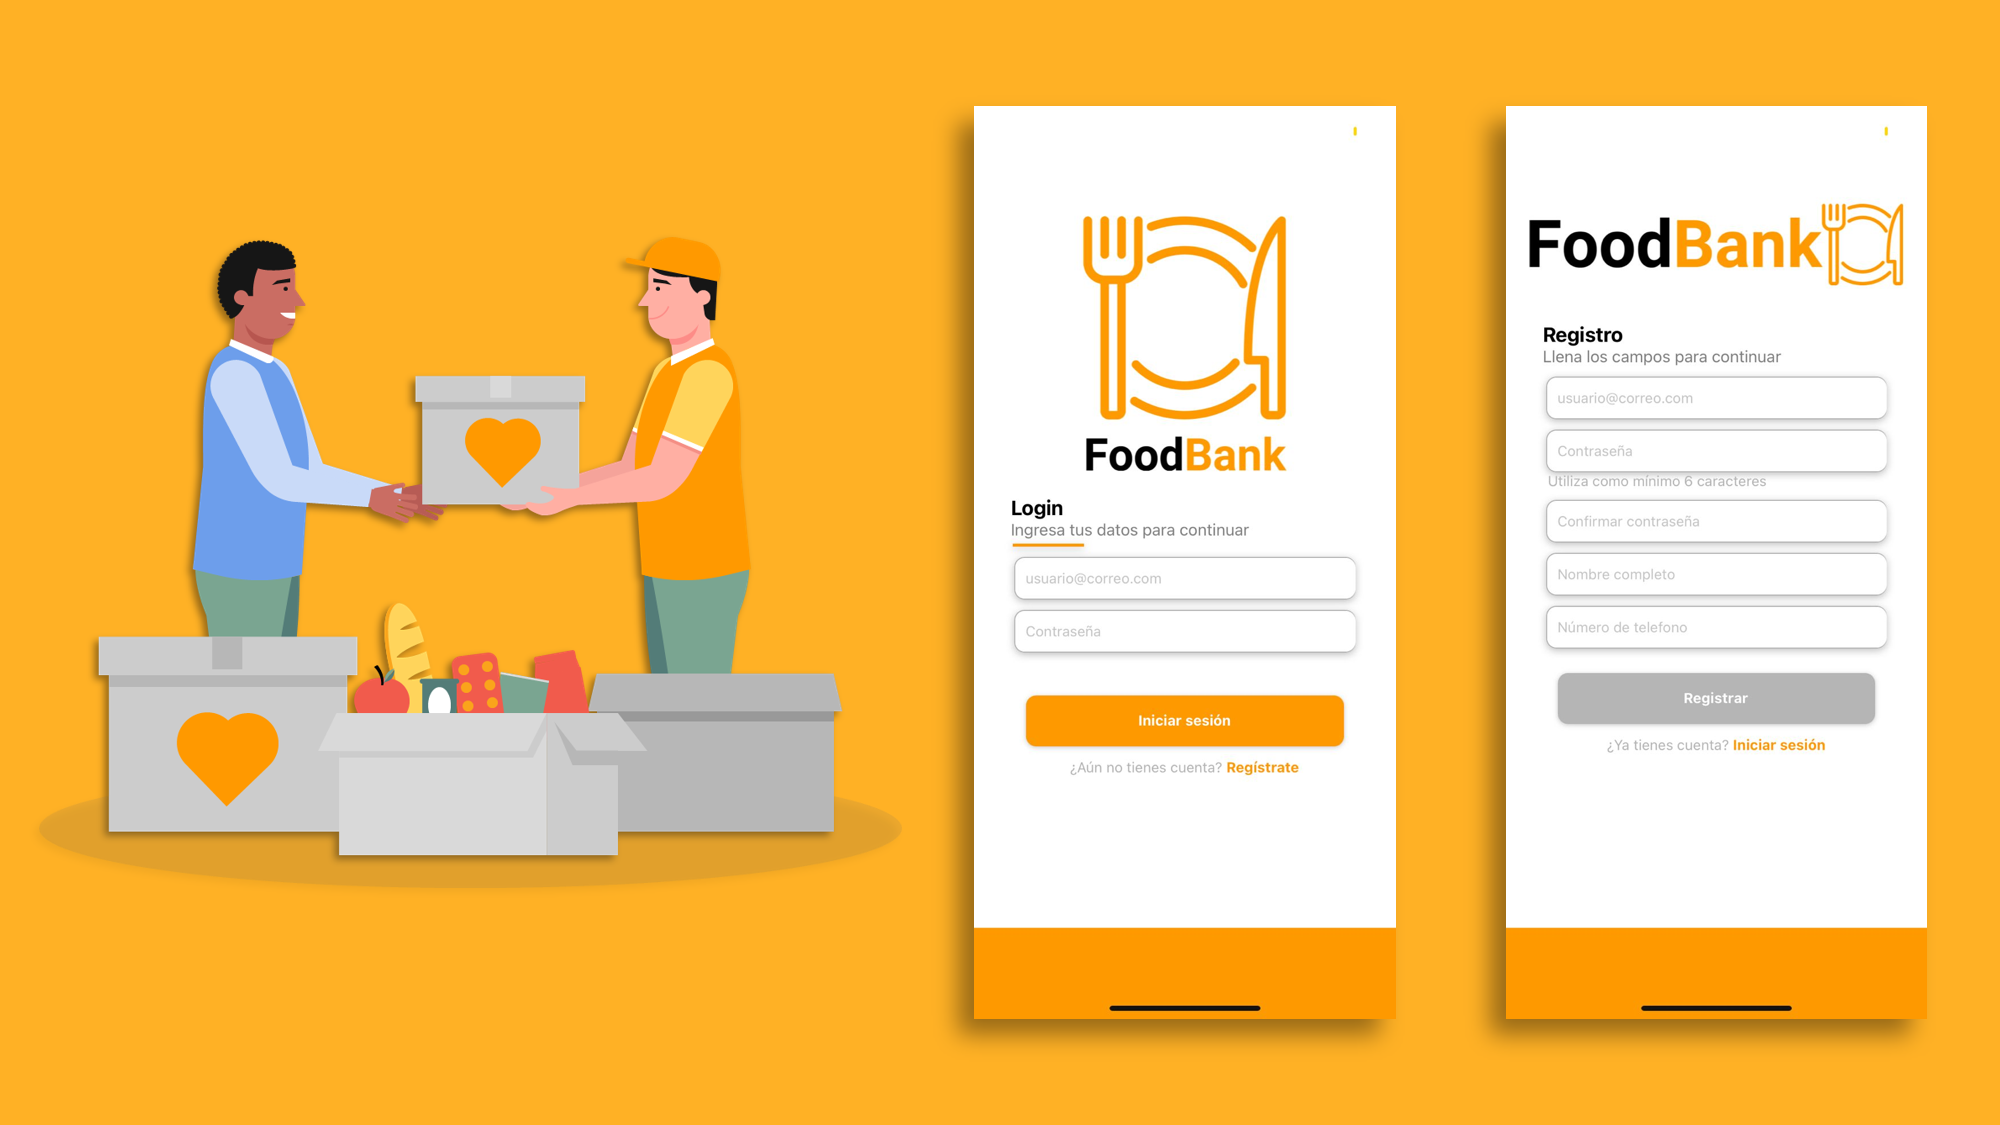 FoodBank
Login
Ingresa tus datos para continuar
usuario@correo.com
Contraseña
Iniciar sesión
¿Aún no tienes cuenta? Regístrate
FoodBank
Registro
Llena los campos para continuar
usuario@correo.com
Contraseña
Utiliza como mínimo 6 caracteres
Confirmar contraseña
Nombre completo
Número de telefono
Registrar
¿Ya tienes cuenta? Iniciar sesión